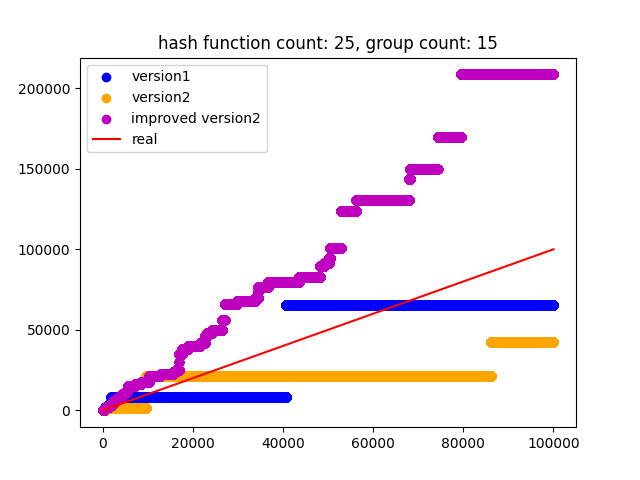 hash function count: 25, group count: 15
version1
version2
improved version2
real
200000
150000
100000
50000
0
0 20000 40000 60000 80000 100000